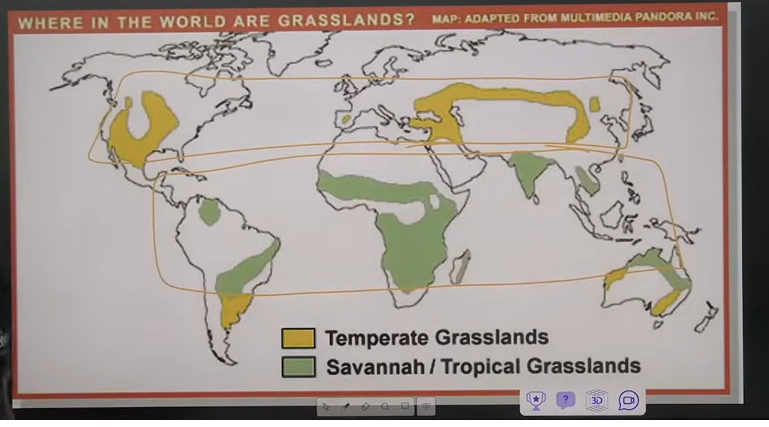 WHERE IN THE WORLD ARE GRASSLANDS? MAP: ADAPTED FROM MULTIMEDIA PANDORA INC.
Temperate Grasslands
Savannah / Tropical Grasslands
?
3D